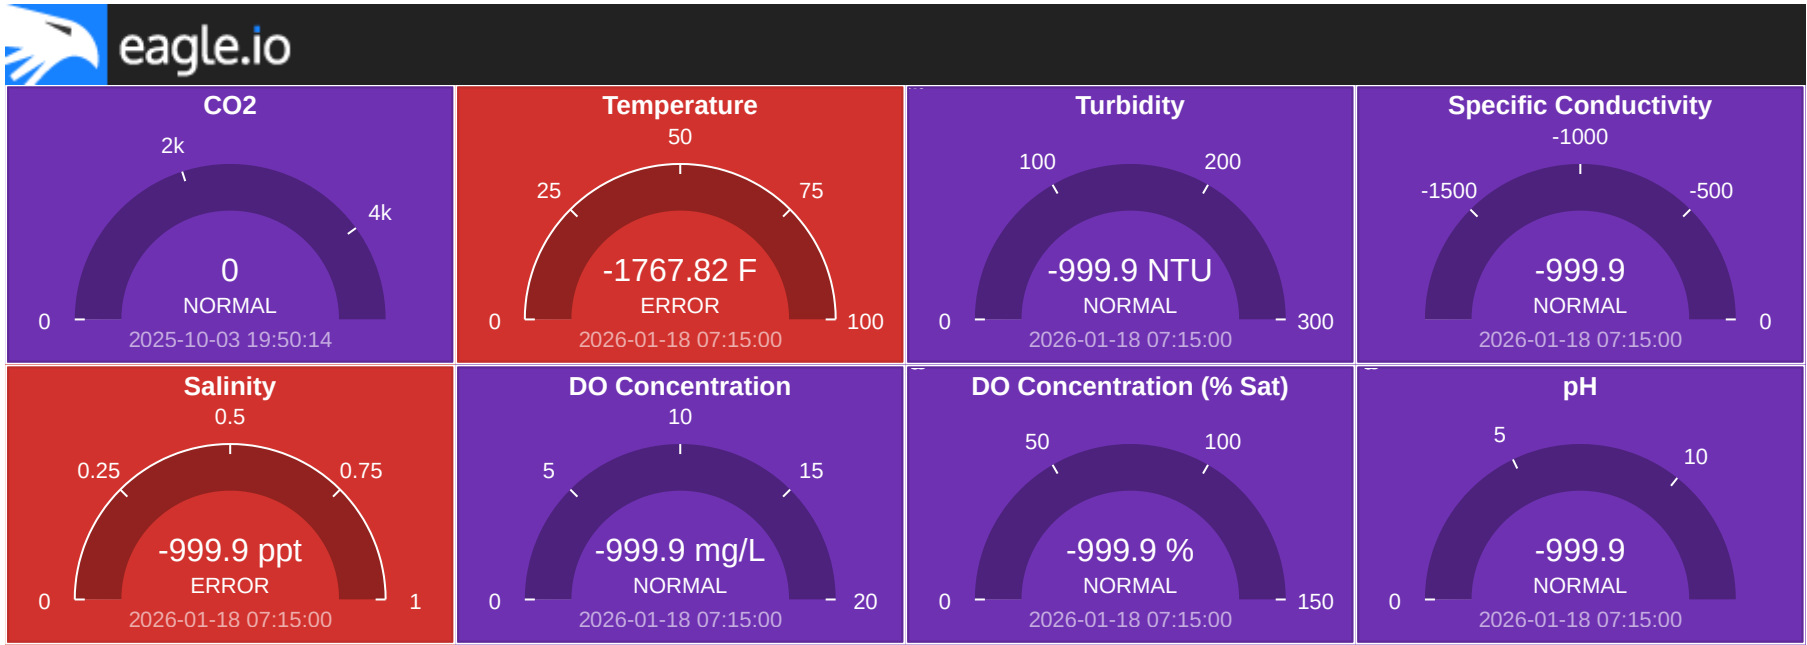 eagle.io
CO2
2k
4k
0
0
NORMAL
2025-10-03 19:50:14
Temperature
50
25
75
-1767.82 F
ERROR
0
100
2026-01-18 07:15:00
Turbidity
100
200
-999.9 NTU
NORMAL
0
300
2026-01-18 07:15:00
Specific Conductivity
-1000
-1500
-500
-999.9
NORMAL
0
2026-01-18 07:15:00
Salinity
0.5
0.25
0.75
-999.9 ppt
ERROR
0
1
2026-01-18 07:15:00
DO Concentration
10
5
15
-999.9 mg/L
NORMAL
0
20
2026-01-18 07:15:00
DO Concentration (% Sat)
50
100
-999.9 %
NORMAL
0
150
2026-01-18 07:15:00
pH
5
10
-999.9
NORMAL
0
2026-01-18 07:15:00